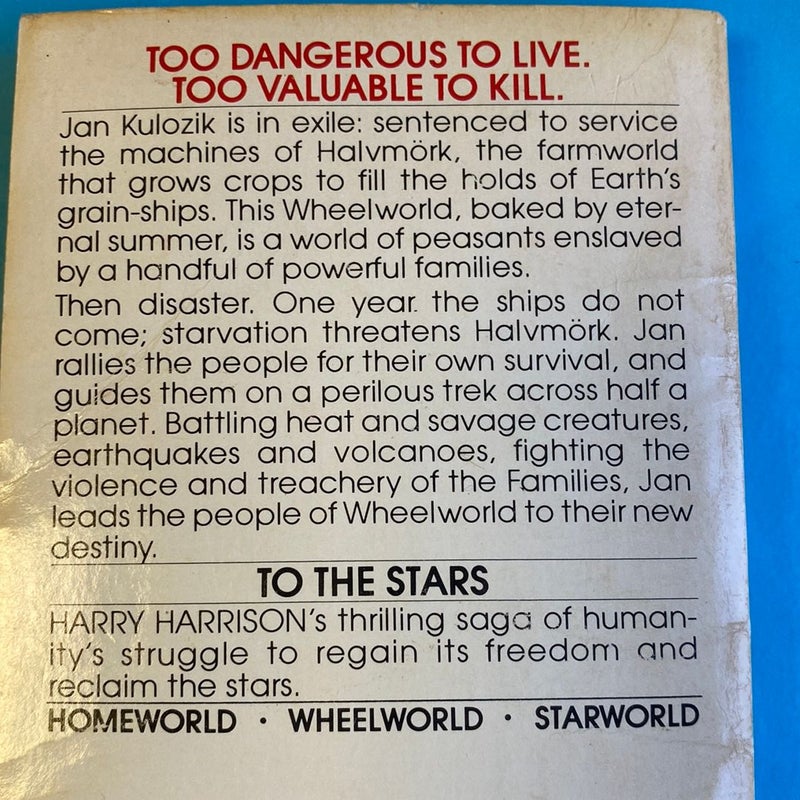 TOO DANGEROUS TO LIVE.
TOO VALUABLE TO KILL.
Jan Kulozik is in exile: sentenced to service
the machines of Halvmörk, the farmworld
that grows crops to fill the holds of Earth's
grain-ships. This Wheelworld, baked by eter-
nal summer, is a world of peasants enslaved
by a handful of powerful families.
Then disaster. One year the ships do not
come; starvation threatens Halvmörk. Jan
rallies the people for their own survival, and
guides them on a perilous trek across half a
planet. Battling heat and savage creatures,
earthquakes and volcanoes, fighting the
violence and treachery of the Families, Jan
leads the people of Wheelworld to their new
destiny.
TO THE STARS
HARRY HARRISON's thrilling saga of human-
ity's struggle to regain its freedom and
reclaim the stars.
HOMEWORLD · WHEELWORLD · STARWORLD